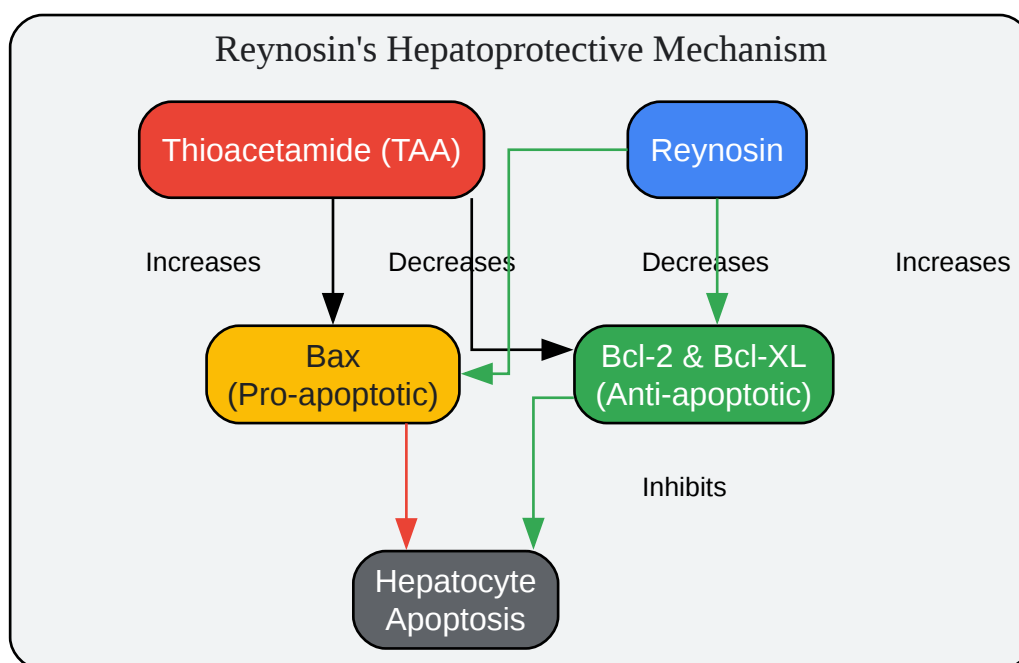 Reynosin's Hepatoprotective Mechanism
Thioacetamide (TAA)
Reynosin
Increases
Decreases
Decreases
Increases
Bax
(Pro-apoptotic)
Bcl-2 & Bcl-XL
(Anti-apoptotic)
Inhibits
Hepatocyte
Apoptosis